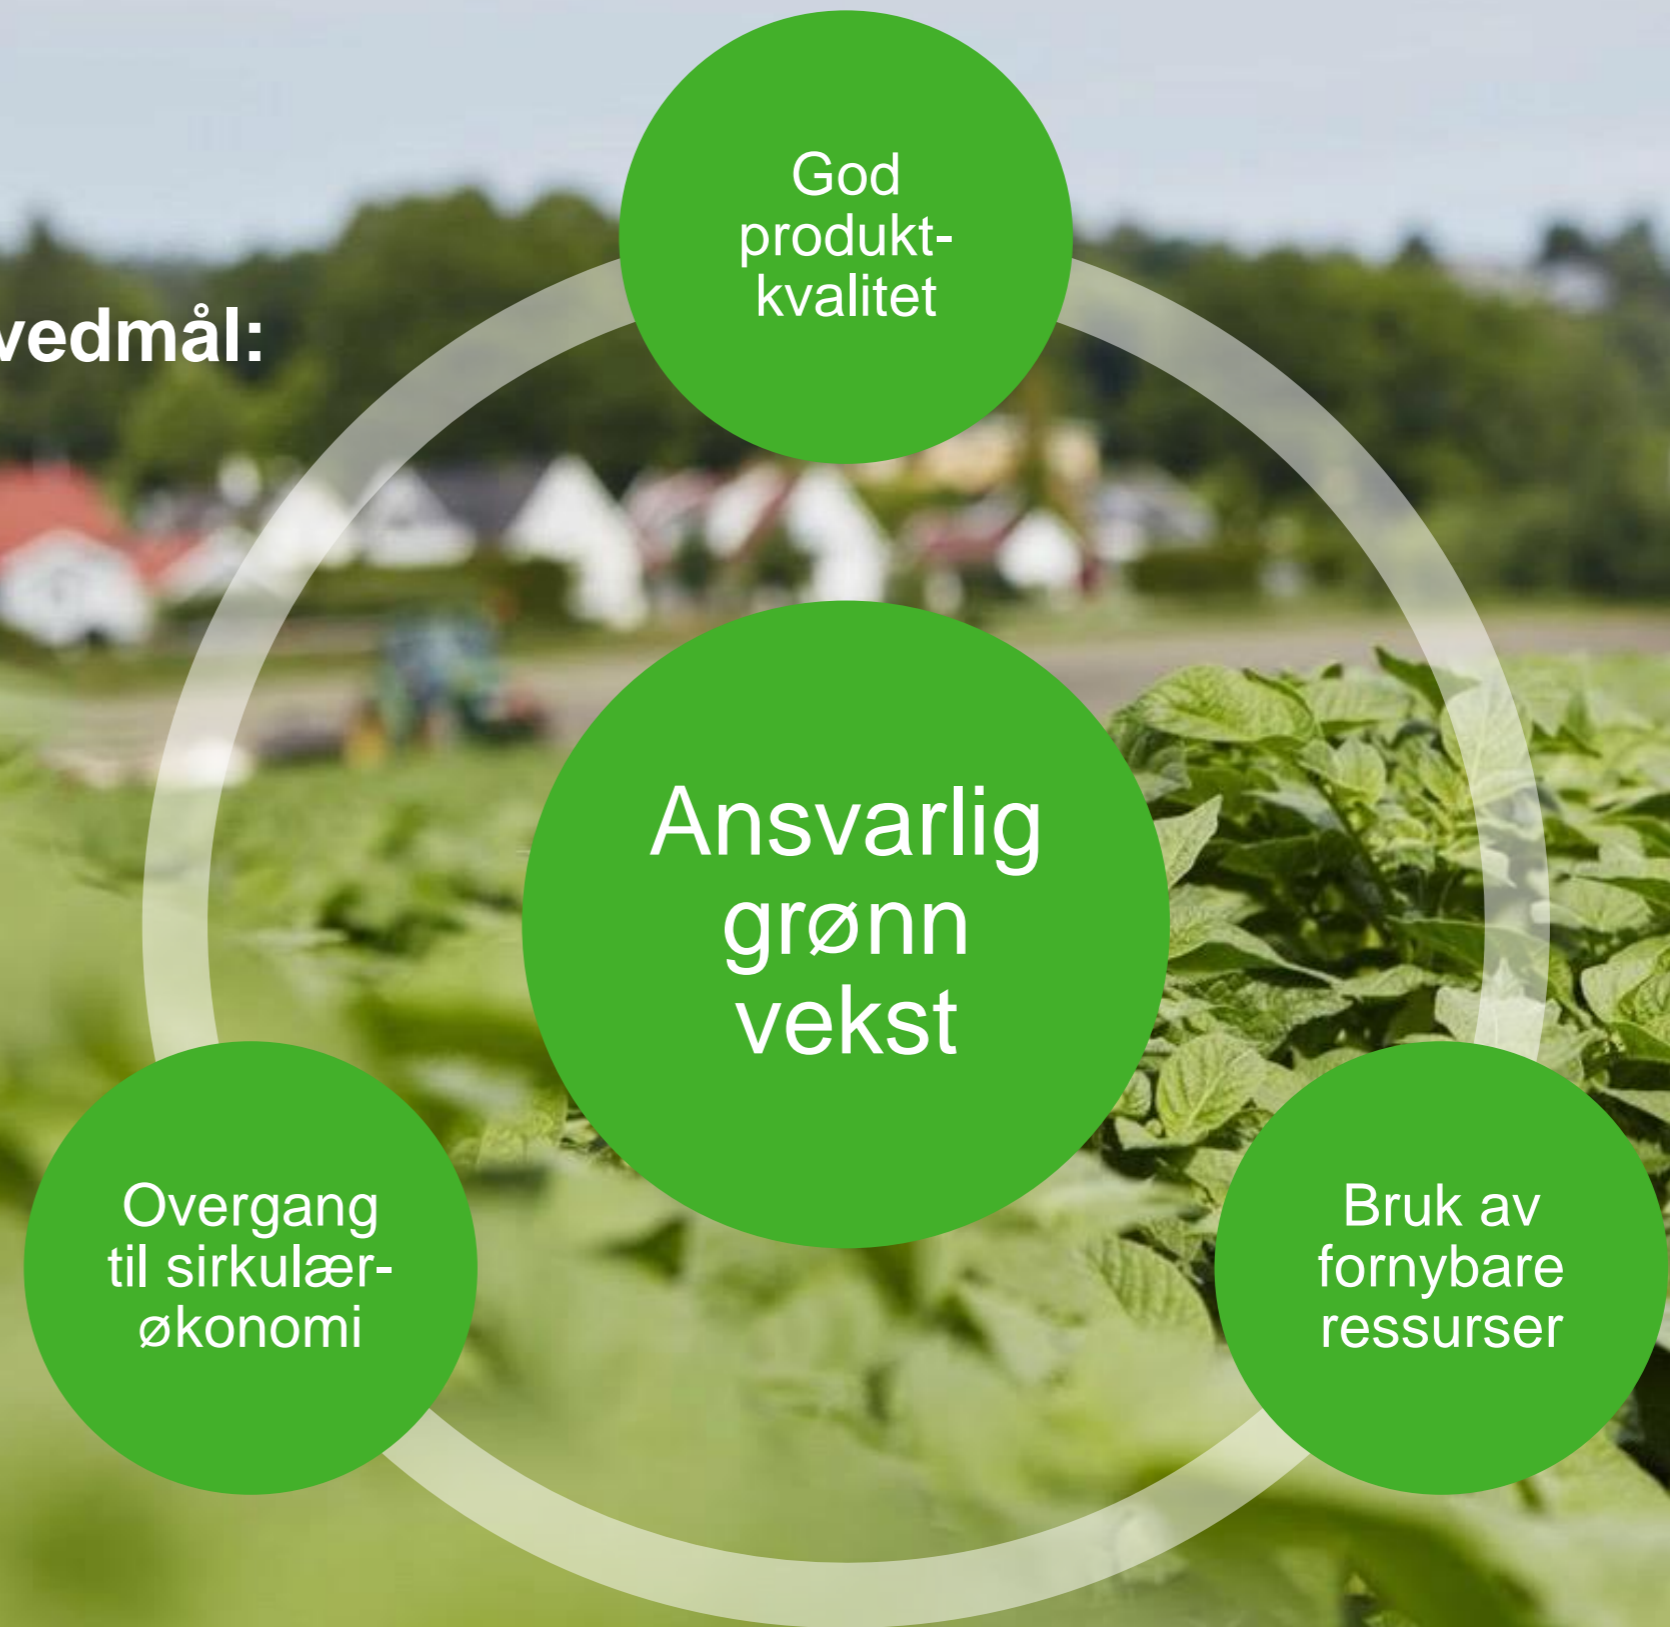 God
produkt-
kvalitet
vedmål:
Ansvarlig
grønn
vekst
Overgang
til sirkulær-
økonomi
Bruk av
fornybare
ressurser